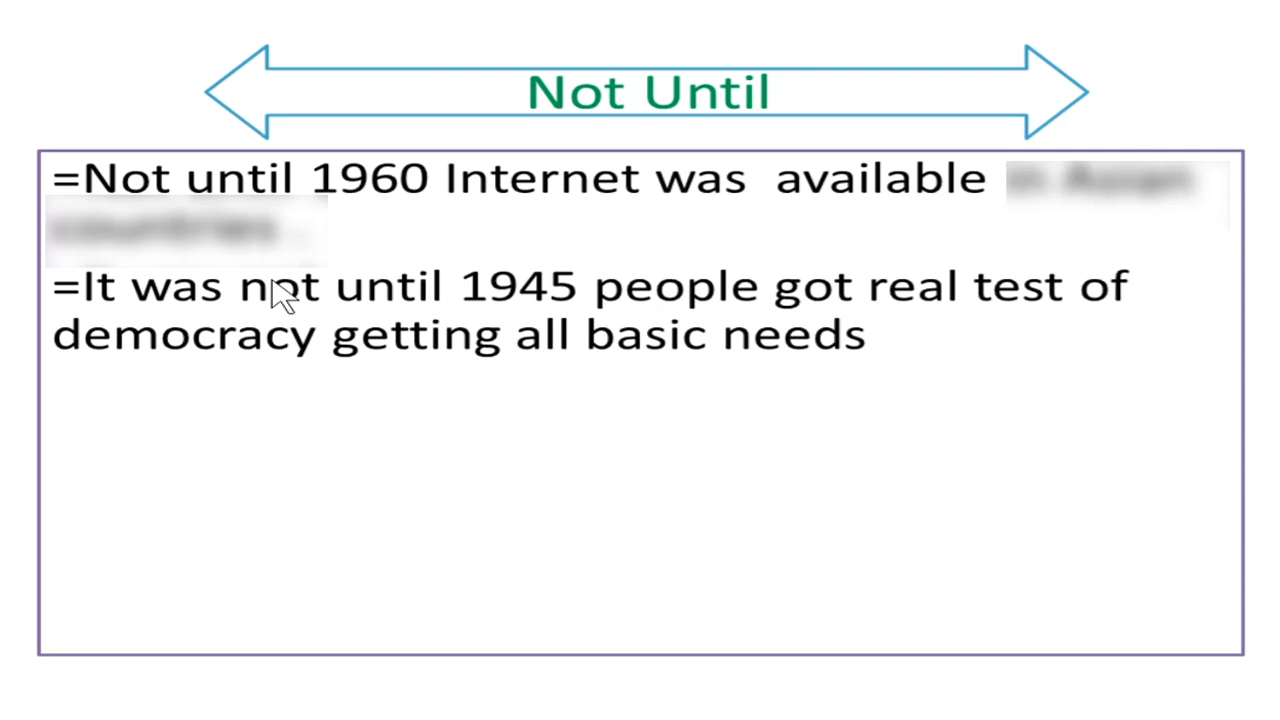 Not Until
=Not until 1960 Internet was available
=It was not until 1945 people got real test of
democracy getting all basic needs